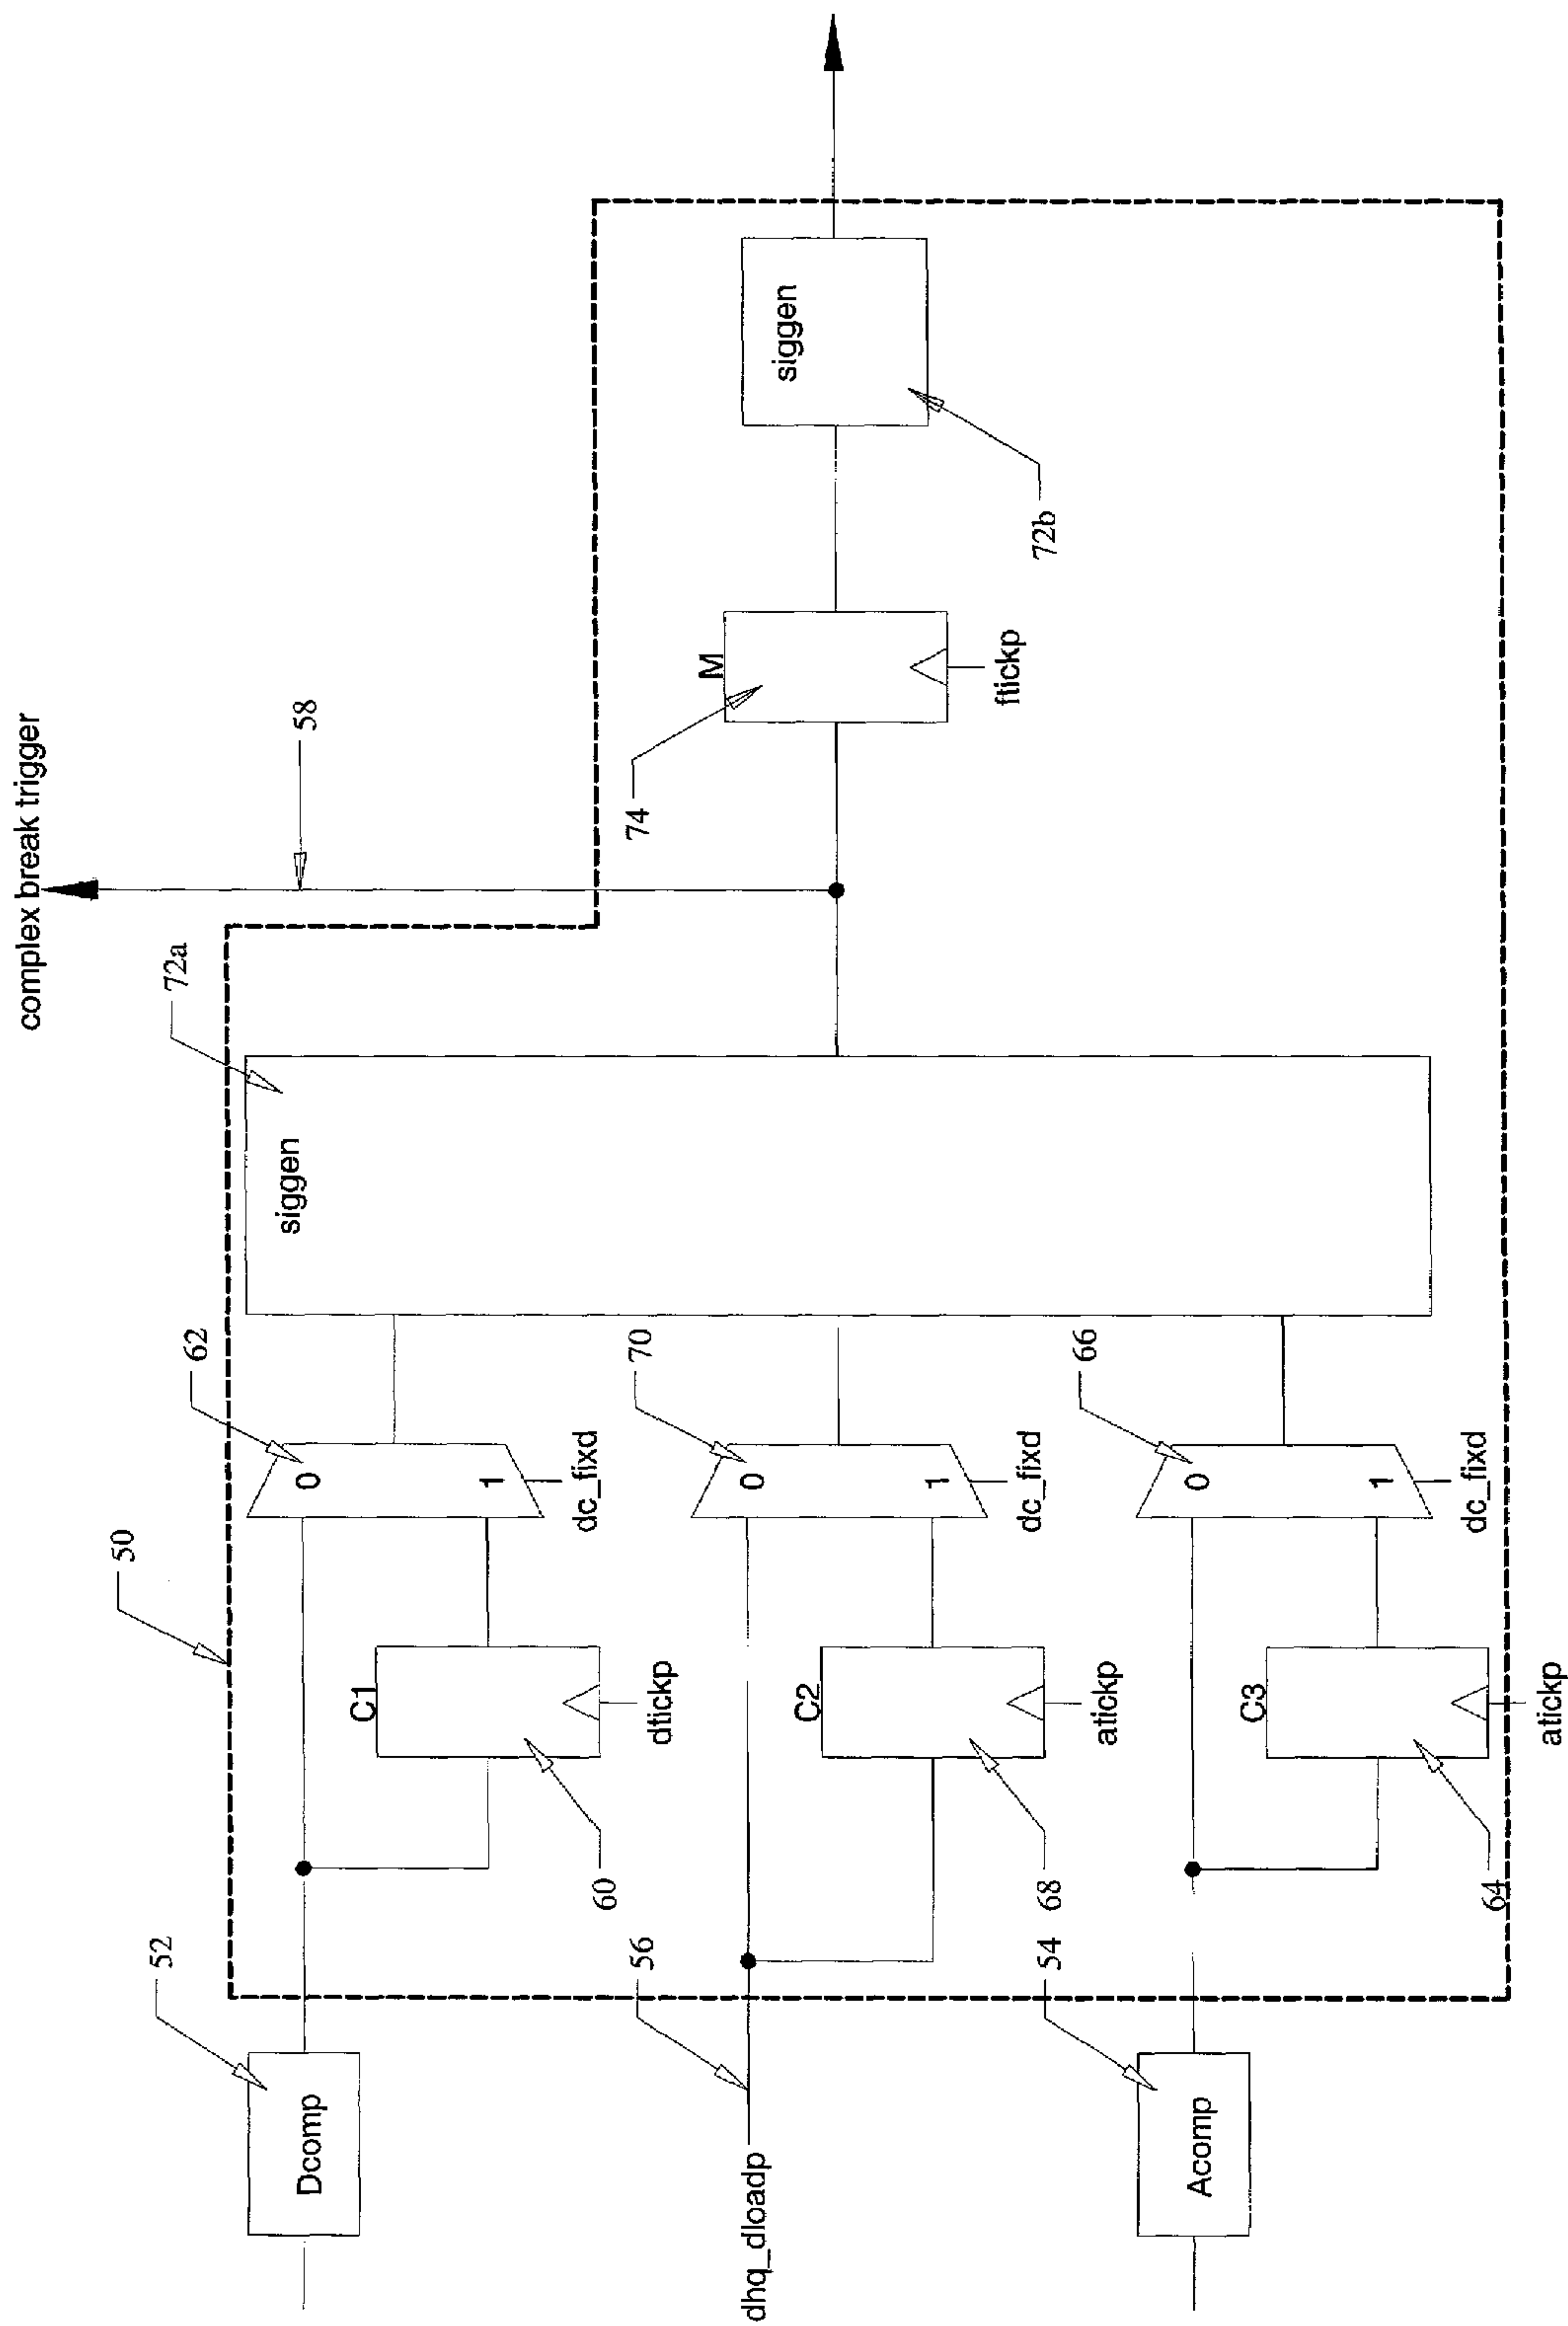 complex break trigger
58
72a
siggen
M
74
ftickp
siggen
72b
50
62
0
1
dc_fixd
70
0
1
dc_fixd
66
0
1
dc_fixd
C1
dtickp
60
C2
atickp
68
C3
atickp
64
52
Dcomp
56
dhq_dloadp
54
Acomp